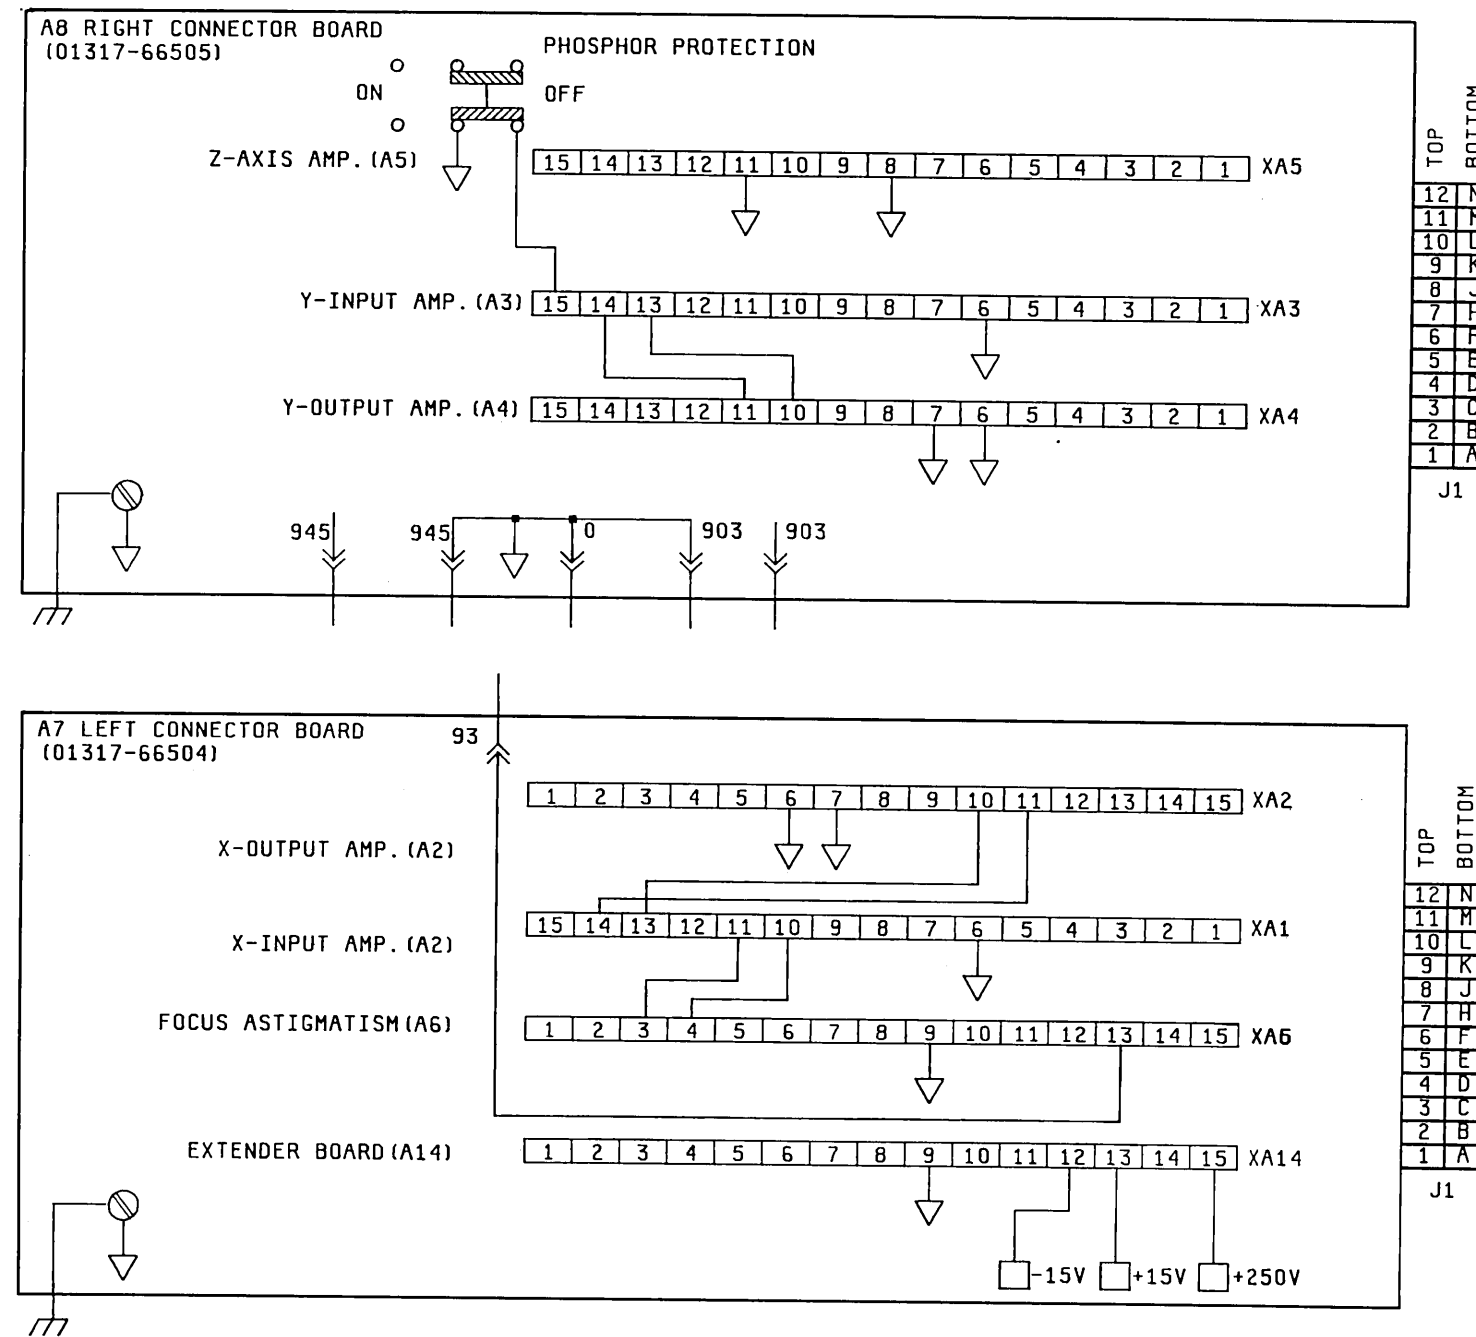 A8 RIGHT CONNECTOR BOARD
(01317-66505)
PHOSPHOR PROTECTION
ON
OFF
Z-AXIS AMP.(A5)
15 14 13 12 11 10 9 8 7 6 5 4 3 2 1 XA5
Y-INPUT AMP.(A3)
15 14 13 12 11 10 9 8 7 6 5 4 3 2 1 XA3
Y-OUTPUT AMP.(A4)
15 14 13 12 11 10 9 8 7 6 5 4 3 2 1 XA4
945
945
0
903
903
TOP
BOTTOM
12
11
10
9
8
7
6
5
4
3
2
1
J1
A7 LEFT CONNECTOR BOARD
(01317-66504)
93
1 2 3 4 5 6 7 8 9 10 11 12 13 14 15 XA2
X-OUTPUT AMP.(A2)
15 14 13 12 11 10 9 8 7 6 5 4 3 2 1 XA1
X-INPUT AMP.(A2)
FOCUS ASTIGMATISM(A6)
1 2 3 4 5 6 7 8 9 10 11 12 13 14 15 XA6
EXTENDER BOARD(A14)
1 2 3 4 5 6 7 8 9 10 11 12 13 14 15 XA14
-15V
+15V
+250V
TOP
BOTTOM
12 N
11 M
10 L
9 K
8 J
7 H
6 F
5 E
4 D
3 C
2 B
1 A
J1